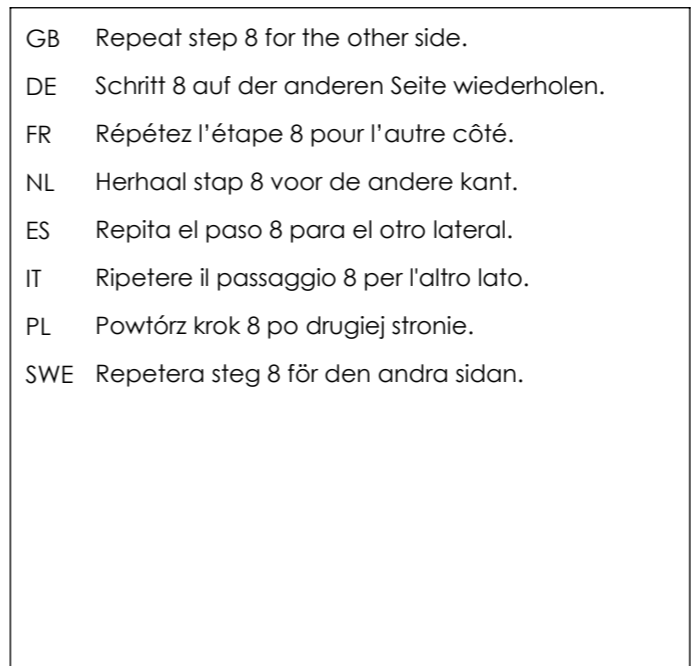 GB Repeat step 8 for the other side.
DE Schritt 8 auf der anderen Seite wiederholen.
FR Répétez l’étape 8 pour l’autre côté.
NL Herhaal stap 8 voor de andere kant.
ES Repita el paso 8 para el otro lateral.
IT Ripetere il passaggio 8 per l'altro lato.
PL Powtórz krok 8 po drugiej stronie.
SWE Repetera steg 8 för den andra sidan.